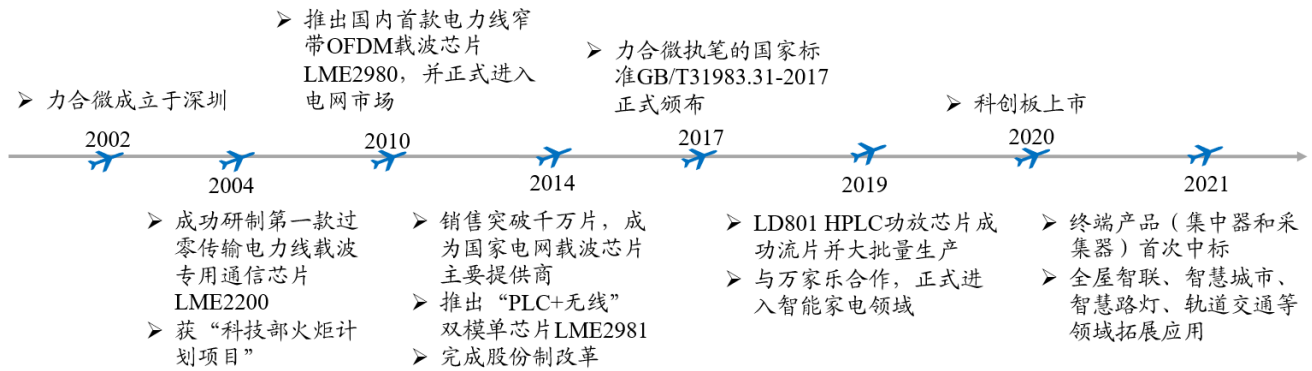 ➢ 力合微成立于深圳
2002
2004
➢ 成功研制第一款过
零传输电力线载波
专用通信芯片
LME2200
➢ 获“科技部火炬计
划项目”
➢ 推出国内首款电力线窄
带OFDM载波芯片
LME2980，并正式进入
电网市场
2010
2014
➢ 销售突破千万片，成
为国家电网载波芯片
主要提供商
➢ 推出“PLC+无线”
双模单芯片LME2981
➢ 完成股份制改革
➢ 力合微执笔的国家标
准GB/T31983.31-2017
正式颁布
2017
2019
➢ LD801 HPLC功放芯片成
功流片并大批量生产
➢ 与万家乐合作，正式进
入智能家电领域
➢ 科创板上市
2020
2021
➢ 终端产品（集中器和采
集器）首次中标
➢ 全屋智联、智慧城市、
智慧路灯、轨道交通等
领域拓展应用